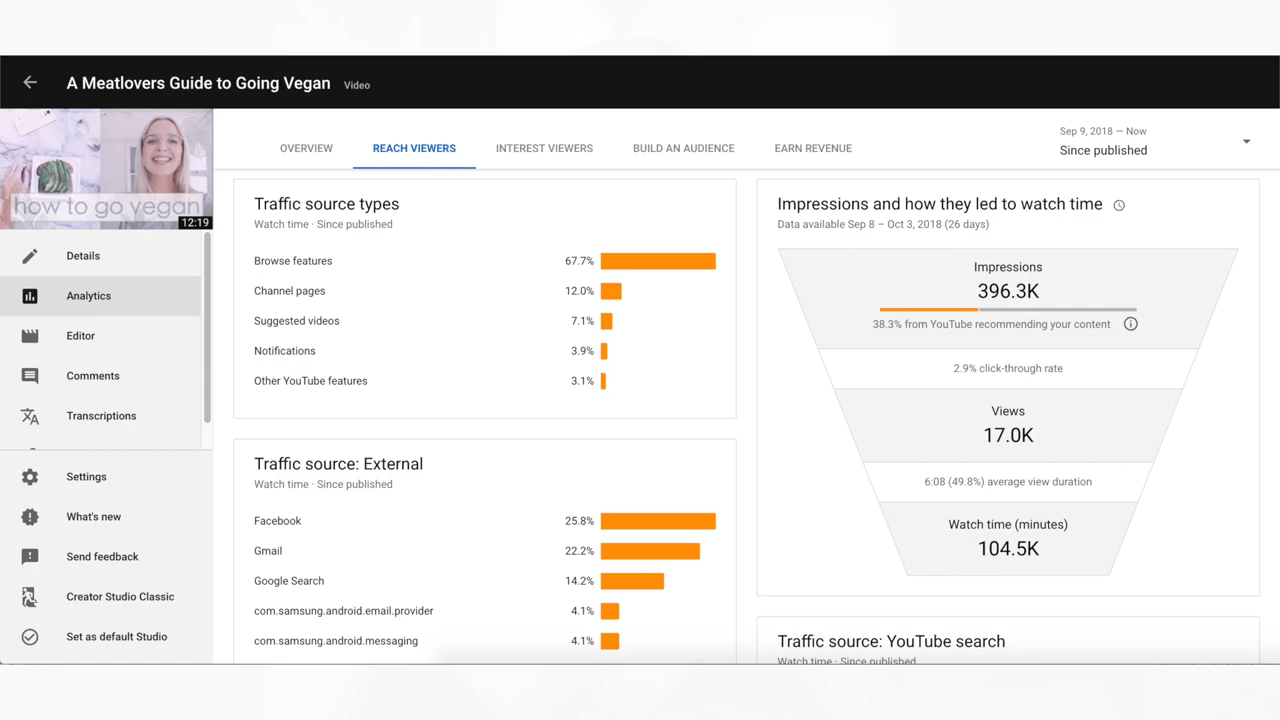 A Meatlovers Guide to Going Vegan Video
how to go vegan
12:19
Details
Analytics
Editor
Comments
Transcriptions
Settings
What's new
Send feedback
Creator Studio Classic
Set as default Studio
OVERVIEW REACH VIEWERS INTEREST VIEWERS BUILD AN AUDIENCE EARN REVENUE
Sep 9, 2018 – Now
Since published
Traffic source types
Watch time · Since published
Browse features 67.7%
Channel pages 12.0%
Suggested videos 7.1%
Notifications 3.9%
Other YouTube features 3.1%
Traffic source: External
Watch time · Since published
Facebook 25.8%
Gmail 22.2%
Google Search 14.2%
com.samsung.android.email.provider 4.1%
com.samsung.android.messaging 4.1%
Impressions and how they led to watch time
Data available Sep 8 – Oct 3, 2018 (26 days)
Impressions
396.3K
38.3% from YouTube recommending your content
2.9% click-through rate
Views
17.0K
6:08 (49.8%) average view duration
Watch time (minutes)
104.5K
Traffic source: YouTube search
Watch time · Since published